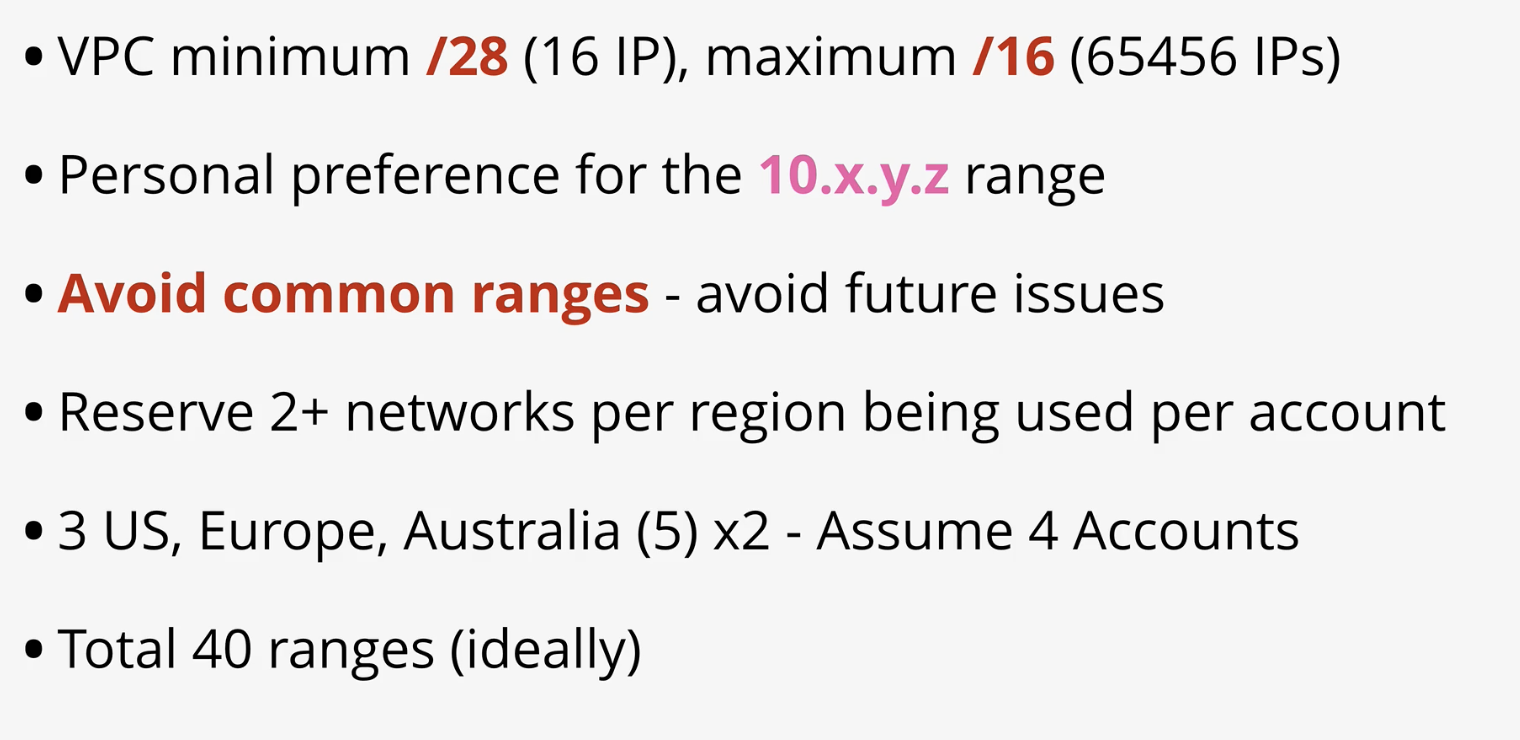 • VPC minimum /28 (16 IP), maximum /16 (65456 IPs)
• Personal preference for the 10.x.y.z range
• Avoid common ranges - avoid future issues
• Reserve 2+ networks per region being used per account
• 3 US, Europe, Australia (5) x2 - Assume 4 Accounts
• Total 40 ranges (ideally)